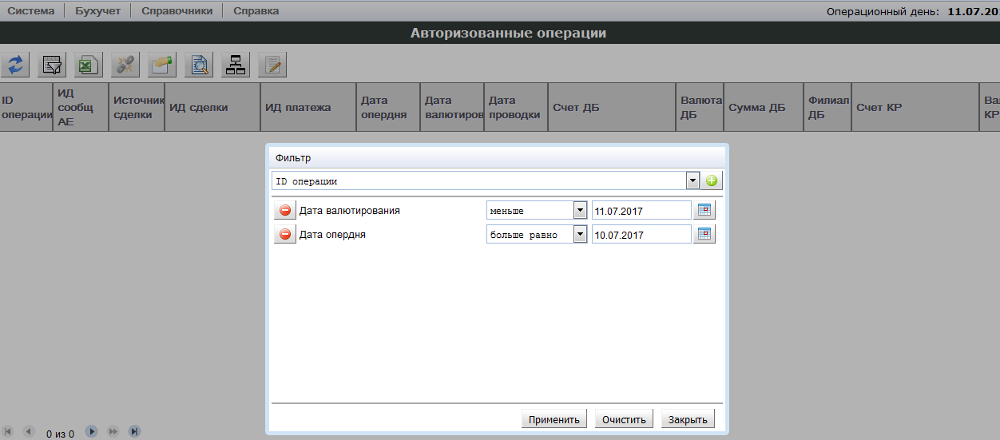 Система Бухучет Справочники Справка Операционный день: 11.07.20
Авторизованные операции
ID операции
ИД сообщ АЕ
Источник сделки
ИД сделки
ИД платежа
Дата опердня
Дата валютиров
Дата проводки
Счет ДБ
Валюта ДБ
Сумма ДБ
Филиал ДБ
Счет КР
Ва КР
Фильтр
ID операции
Дата валютирования меньше 11.07.2017
Дата опердня больше равно 10.07.2017
Применить Очистить Закрыть
0 из 0